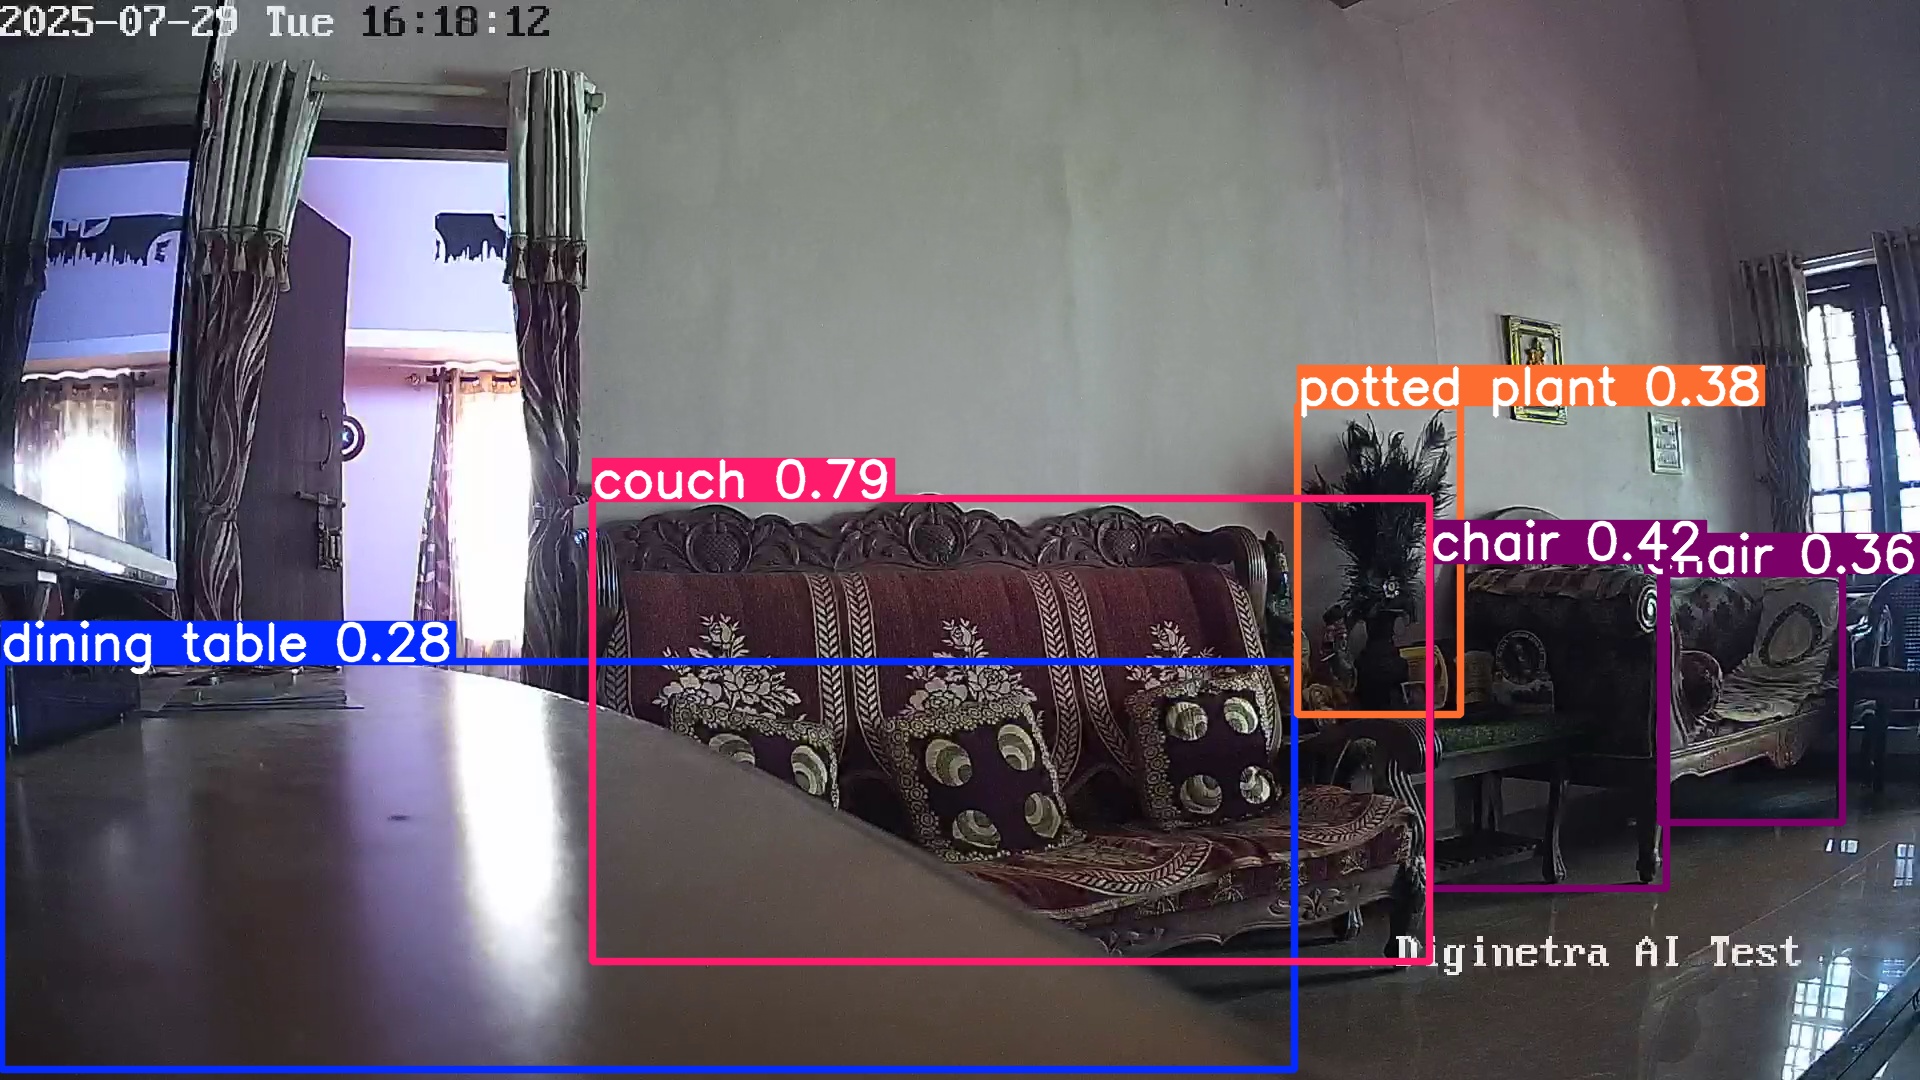 2025-07-29 Tue 16:18:12
potted plant 0.38
couch 0.79
chair 0.42
air 0.36
dining table 0.28
Diginetra AI Test